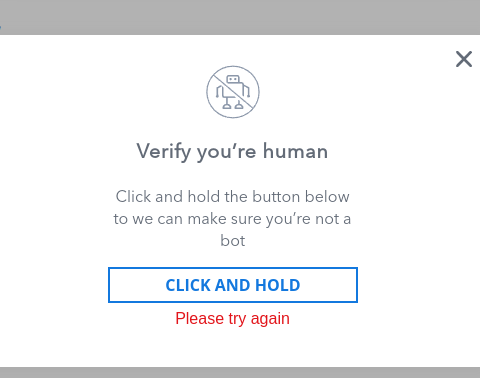 Verify you’re human
Click and hold the button below
to we can make sure you’re not a
bot
CLICK AND HOLD
Please try again